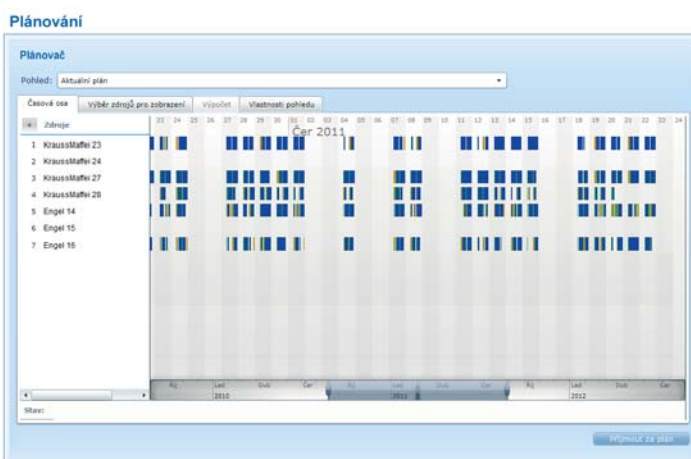 Plánování
Plánovač
Pohled: Aktuální plán
Časová osa Výběr zdrojů pro zobrazení Výpočet Vlastnosti pohledu
Zdroje
23 24 25 26 27 28 29 30 01 02 03 04 05 06 07 08 09 10 11 12 13 14 15 16 17 18 19 20 21 22 23 24
Čer 2011
1 KraussMaffei 23
2 KraussMaffei 24
3 KraussMaffei 27
4 KraussMaffei 28
5 Engel 14
6 Engel 15
7 Engel 16
Říj Led Dub Čer Říj Led Dub Čer Říj Led Dub Čer
2010 2011 2012
Stav:
Přijmout za plán